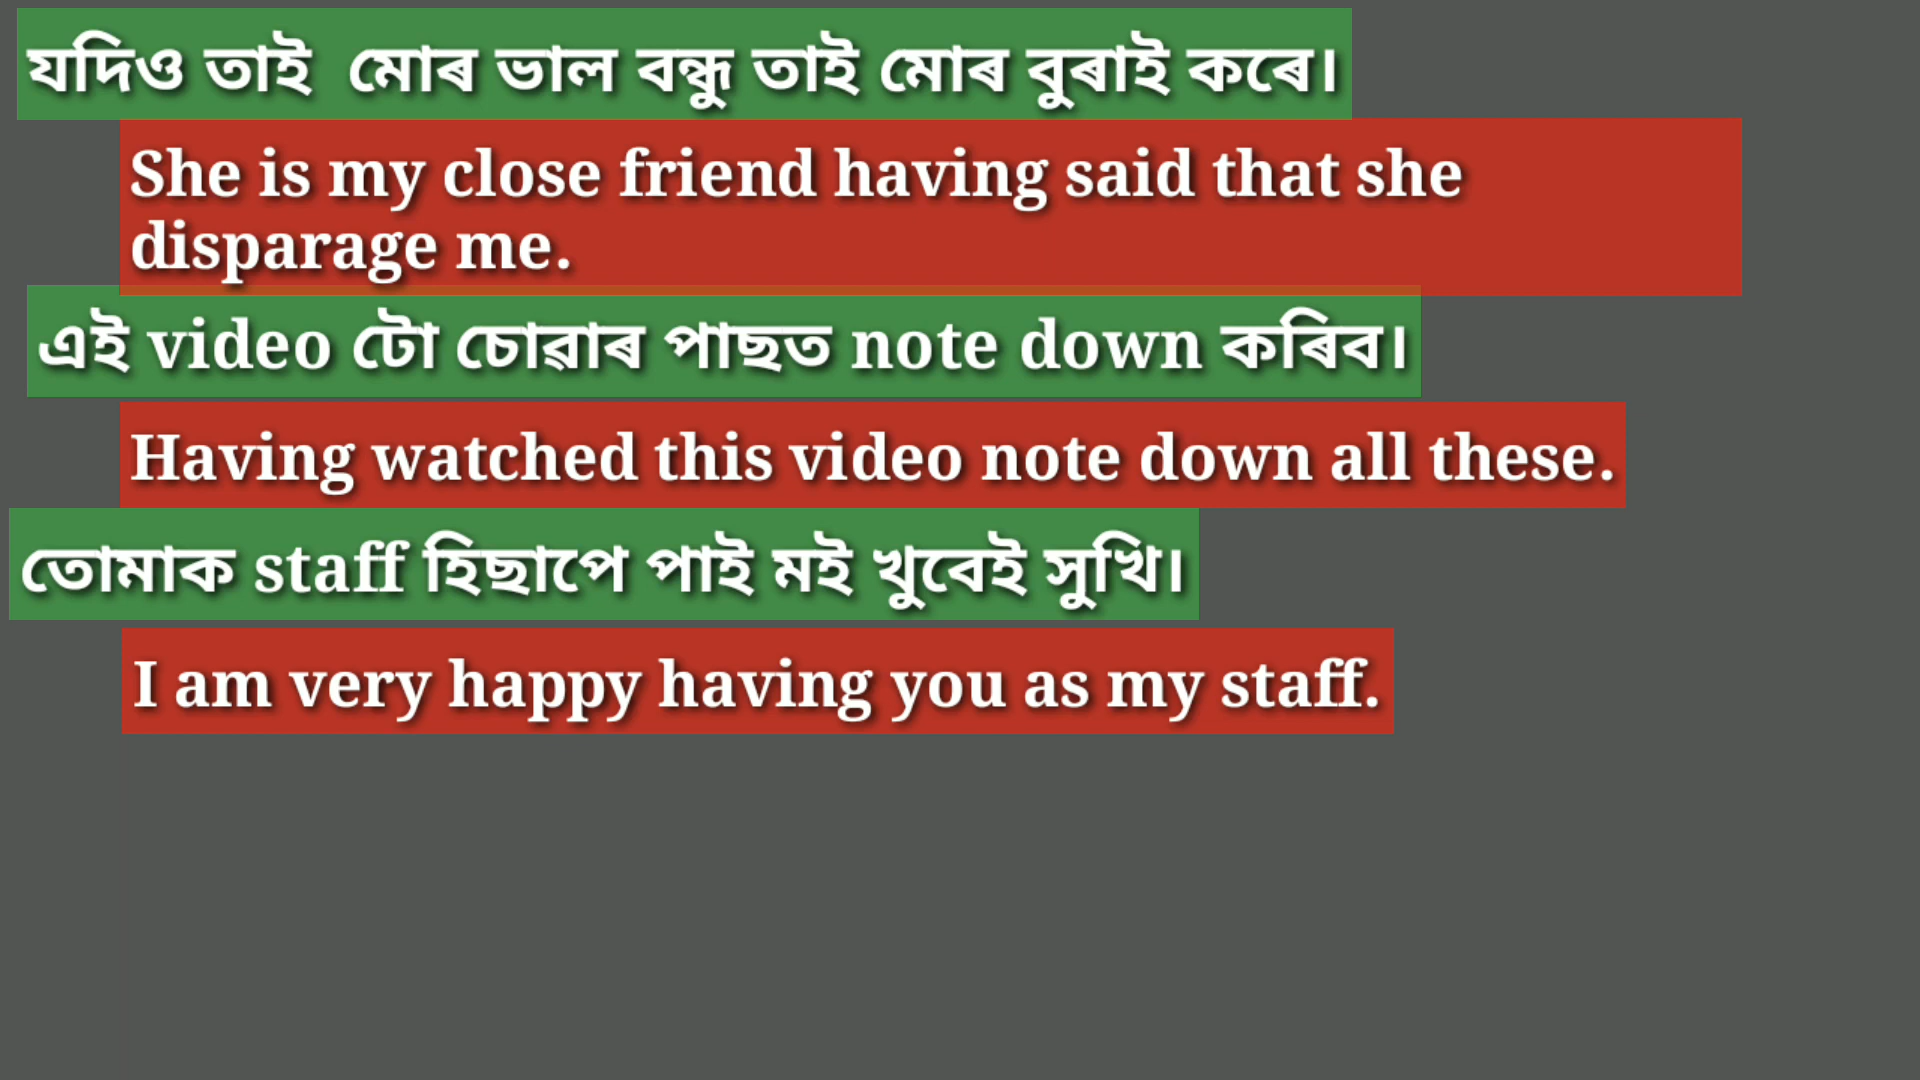 যদিও তাই মোৰ ভাল বন্ধু তাই মোৰ বুৰাই কৰে।
She is my close friend having said that she
disparage me.
এই video টো চোৱাৰ পাছত note down কৰিব।
Having watched this video note down all these.
তোমাক staff হিছাপে পাই মই খুবেই সুখি।
I am very happy having you as my staff.